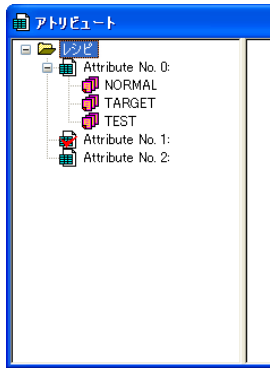 アトリビュート
レシピ
Attribute No. 0:
NORMAL
TARGET
TEST
Attribute No. 1:
Attribute No. 2: